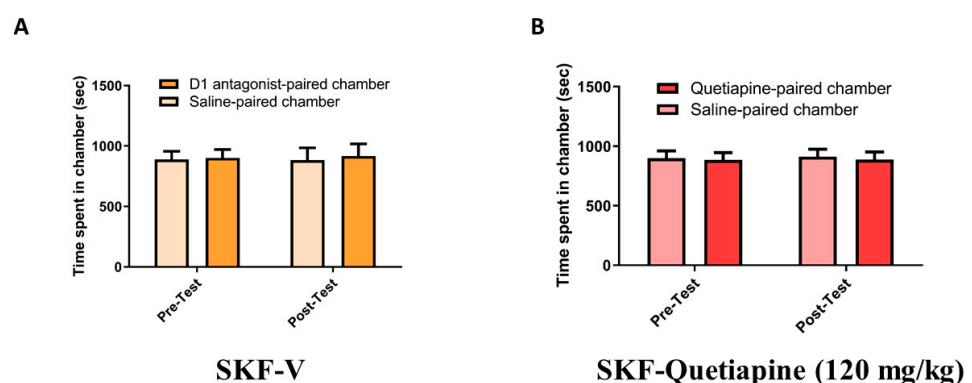 A
B
D1 antagonist-paired chamber
Saline-paired chamber
Time spent in chamber (sec)
1500
1000
500
0
Pre-Test
Post-Test
SKF-V
Quetiapine-paired chamber
Saline-paired chamber
Time spent in chamber (sec)
1500
1000
500
0
Pre-Test
Post-Test
SKF-Quetiapine (120 mg/kg)